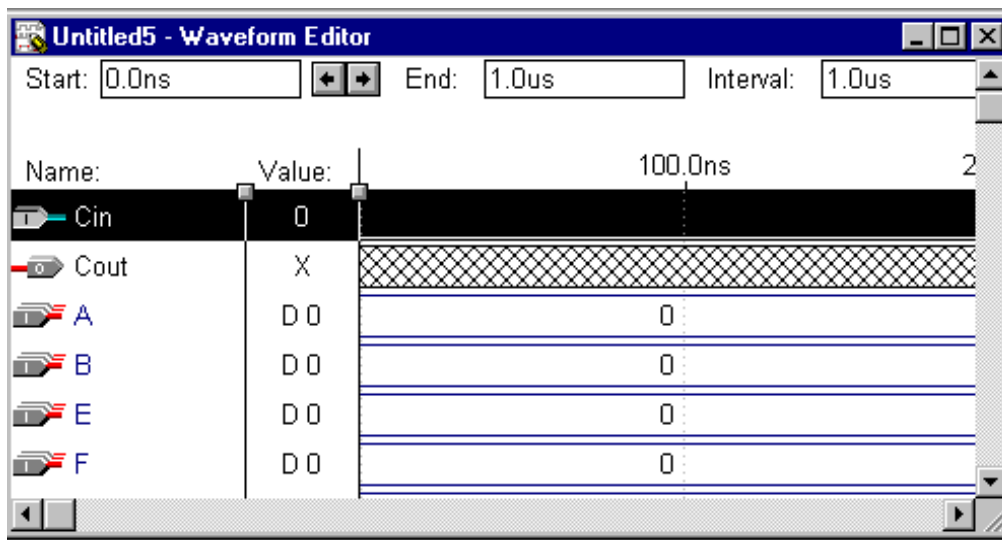 Untitled5 - Waveform Editor
Start: 0.0ns End: 1.0us Interval: 1.0us
Name: Value: 100.0ns 2
I Cin 0
O Cout X
I A D 0 0
I B D 0 0
I E D 0 0
I F D 0 0